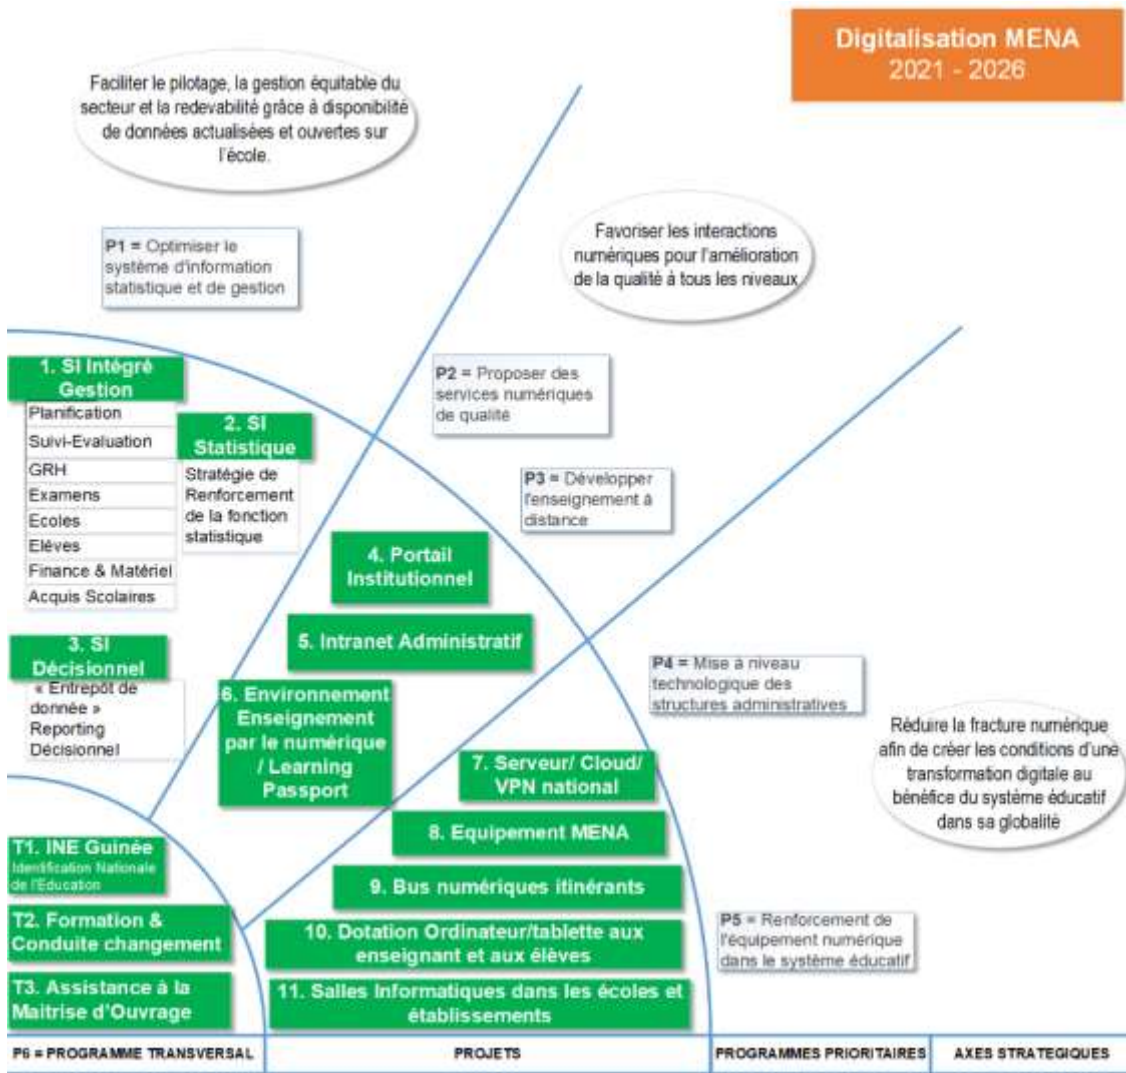 Digitalisation MENA
2021 - 2026
Faciliter le pilotage, la gestion équitable du
secteur et la redevabilité grâce à disponibilité
de données actualisées et ouvertes sur
l'école.
P1 = Optimiser le
système d'information
statistique et de gestion
Favoriser les interactions
numériques pour l'amélioration
de la qualité à tous les niveaux
P2 = Proposer des
services numériques
de qualité
P3 = Développer
l'enseignement à
distance
1. SI Intégré
Gestion
Planification
Suivi-Evaluation
GRH
Examens
Ecoles
Elèves
Finance & Matériel
Acquis Scolaires
2. SI
Statistique
Stratégie de
Renforcement
de la fonction
statistique
3. SI
Décisionnel
« Entrepôt de
donnée »
Reporting
Décisionnel
4. Portail
Institutionnel
5. Intranet Administratif
6. Environnement
Enseignement
par le numérique
/ Learning
Passport
P4 = Mise à niveau
technologique des
structures administratives
Réduire la fracture numérique
afin de créer les conditions d'une
transformation digitale au
bénéfice du système éducatif
dans sa globalité
7. Serveur/ Cloud/
VPN national
8. Equipement MENA
9. Bus numériques itinérants
10. Dotation Ordinateur/tablette aux
enseignant et aux élèves
11. Salles Informatiques dans les écoles et
établissements
P5 = Renforcement de
l'équipement numérique
dans le système éducatif
T1. INE Guinée
Identification Nationale
de l'Education
T2. Formation &
Conduite changement
T3. Assistance à la
Maitrise d'Ouvrage
P6 = PROGRAMME TRANSVERSAL
PROJETS
PROGRAMMES PRIORITAIRES
AXES STRATEGIQUES